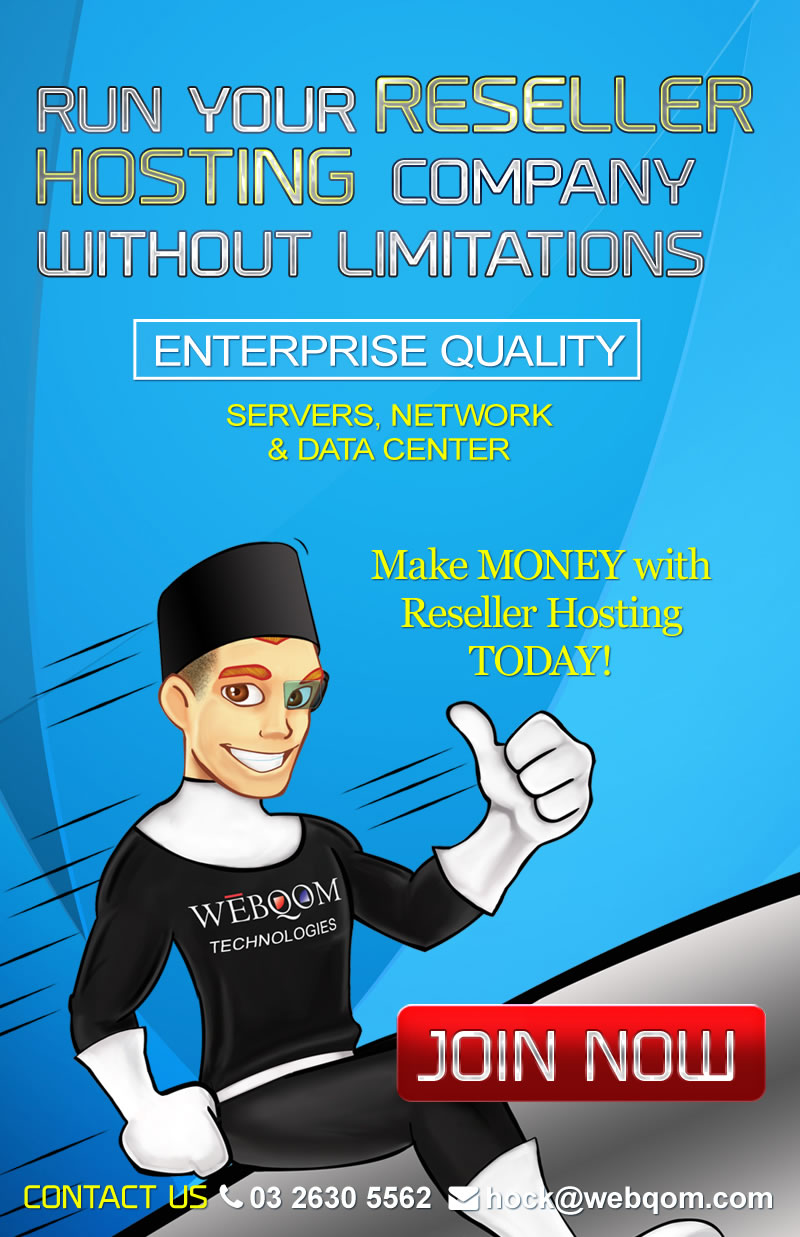 RUN YOUR RESELLER
HOSTING COMPANY
WITHOUT LIMITATIONS
ENTERPRISE QUALITY
SERVERS, NETWORK
& DATA CENTER
Make MONEY with
Reseller Hosting
TODAY!
WEBQOM
TECHNOLOGIES
JOIN NOW
CONTACT US 03 2630 5562 hock@webqom.com